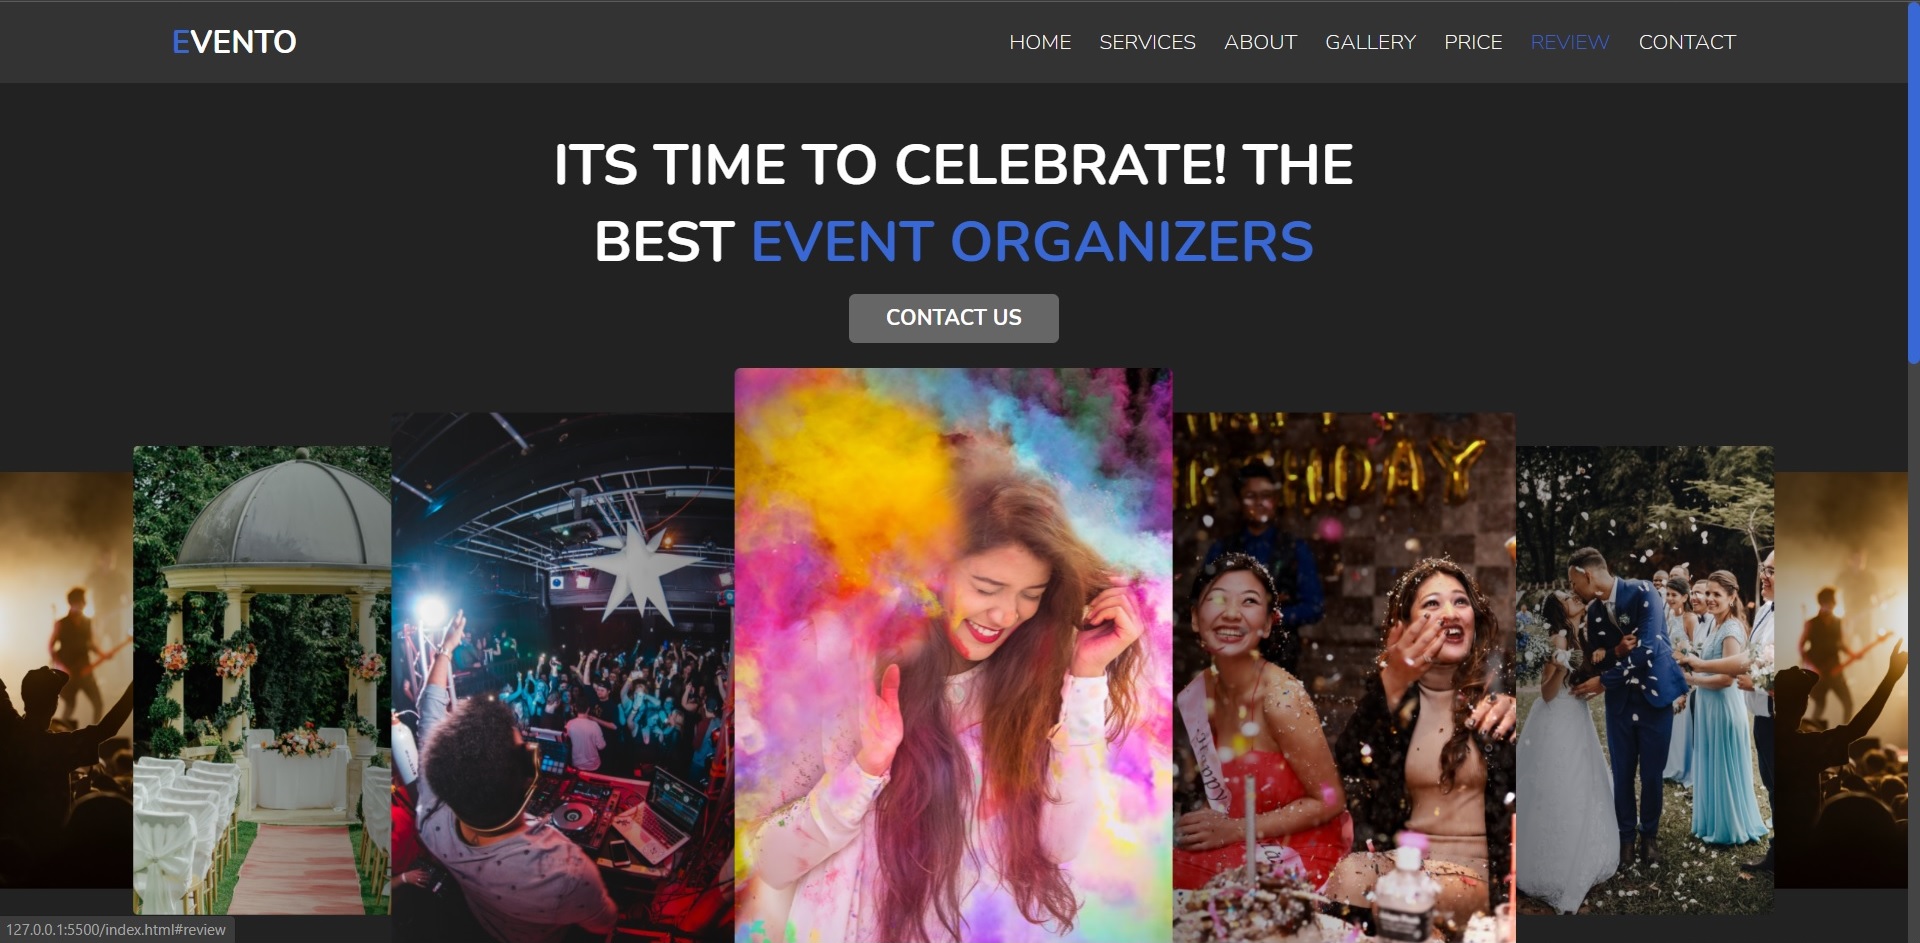 EVENTO
HOME SERVICES ABOUT GALLERY PRICE REVIEW CONTACT
ITS TIME TO CELEBRATE! THE
BEST EVENT ORGANIZERS
CONTACT US
Happy
127.0.0.1:5500/index.html#review